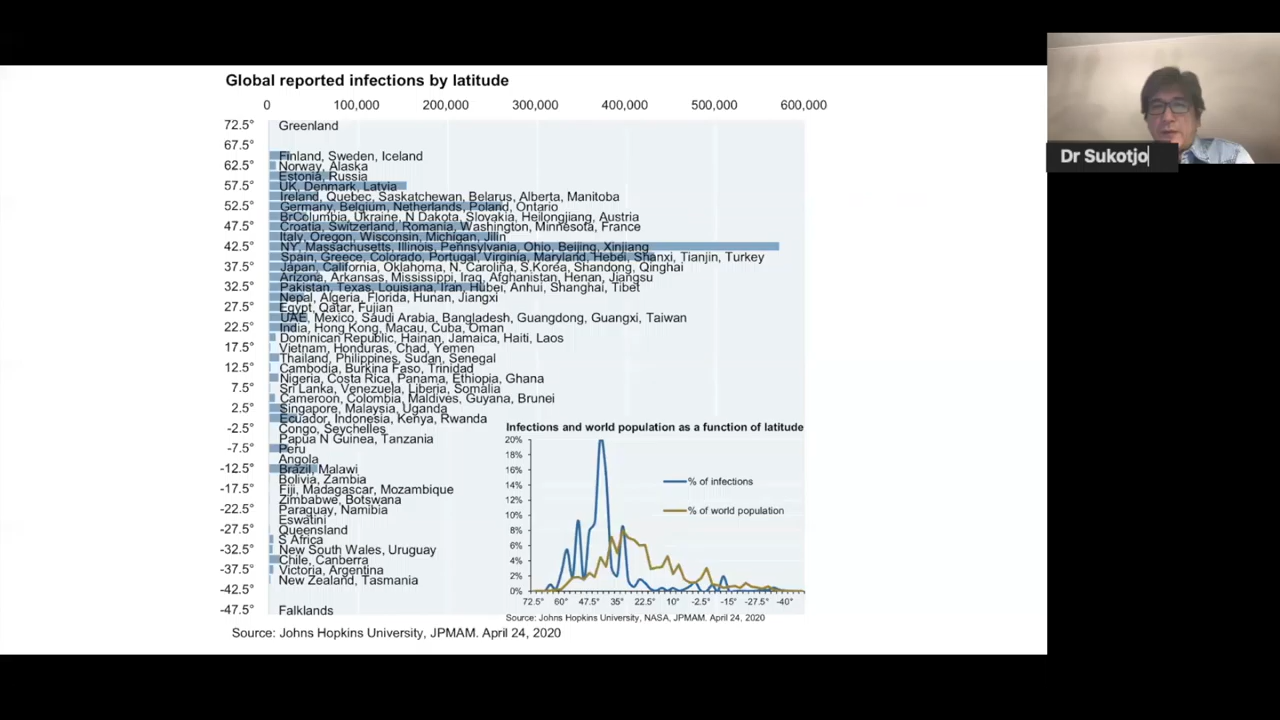 Global reported infections by latitude
0 100,000 200,000 300,000 400,000 500,000 600,000
72.5° Greenland
67.5°
Finland, Sweden, Iceland
62.5° Norway, Alaska
Estonia, Russia
57.5° UK, Denmark, Latvia
Ireland, Quebec, Saskatchewan, Belarus, Alberta, Manitoba
52.5° Germany, Belgium, Netherlands, Poland, Ontario
BrColumbia, Ukraine, N Dakota, Slovakia, Heilongjiang, Austria
47.5° Croatia, Switzerland, Romania, Washington, Minnesota, France
Italy, Oregon, Wisconsin, Michigan, Jilin
42.5° NY, Massachusetts, Illinois, Pennsylvania, Ohio, Beijing, Xinjiang
Spain, Greece, Colorado, Portugal, Virginia, Maryland, Hebei, Shanxi, Tianjin, Turkey
37.5° Japan, California, Oklahoma, N. Carolina, S.Korea, Shandong, Qinghai
Arizona, Arkansas, Mississippi, Iraq, Afghanistan, Henan, Jiangsu
32.5° Pakistan, Texas, Louisiana, Iran, Hubei, Anhui, Shanghai, Tibet
Nepal, Algeria, Florida, Hunan, Jiangxi
27.5° Egypt, Qatar, Fujian
UAE, Mexico, Saudi Arabia, Bangladesh, Guangdong, Guangxi, Taiwan
22.5° India, Hong Kong, Macau, Cuba, Oman
Dominican Republic, Hainan, Jamaica, Haiti, Laos
17.5° Vietnam, Honduras, Chad, Yemen
Thailand, Philippines, Sudan, Senegal
12.5° Cambodia, Burkina Faso, Trinidad
Nigeria, Costa Rica, Panama, Ethiopia, Ghana
7.5° Sri Lanka, Venezuela, Liberia, Somalia
Cameroon, Colombia, Maldives, Guyana, Brunei
2.5° Singapore, Malaysia, Uganda
Ecuador, Indonesia, Kenya, Rwanda
-2.5° Congo, Seychelles
Papua N Guinea, Tanzania
-7.5° Peru
Angola
-12.5° Brazil, Malawi
Bolivia, Zambia
-17.5° Fiji, Madagascar, Mozambique
Zimbabwe, Botswana
-22.5° Paraguay, Namibia
Eswatini
-27.5° Queensland
S Africa
-32.5° New South Wales, Uruguay
Chile, Canberra
-37.5° Victoria, Argentina
New Zealand, Tasmania
-42.5°
-47.5° Falklands
Source: Johns Hopkins University, JPMAM. April 24, 2020
Infections and world population as a function of latitude
20%
18%
16%
14%
12%
10%
8%
6%
4%
2%
0%
% of infections
% of world population
72.5° 60° 47.5° 35° 22.5° 10° -2.5° -15° -27.5° -40°
Source: Johns Hopkins University, NASA, JPMAM. April 24, 2020
Dr Sukotjo